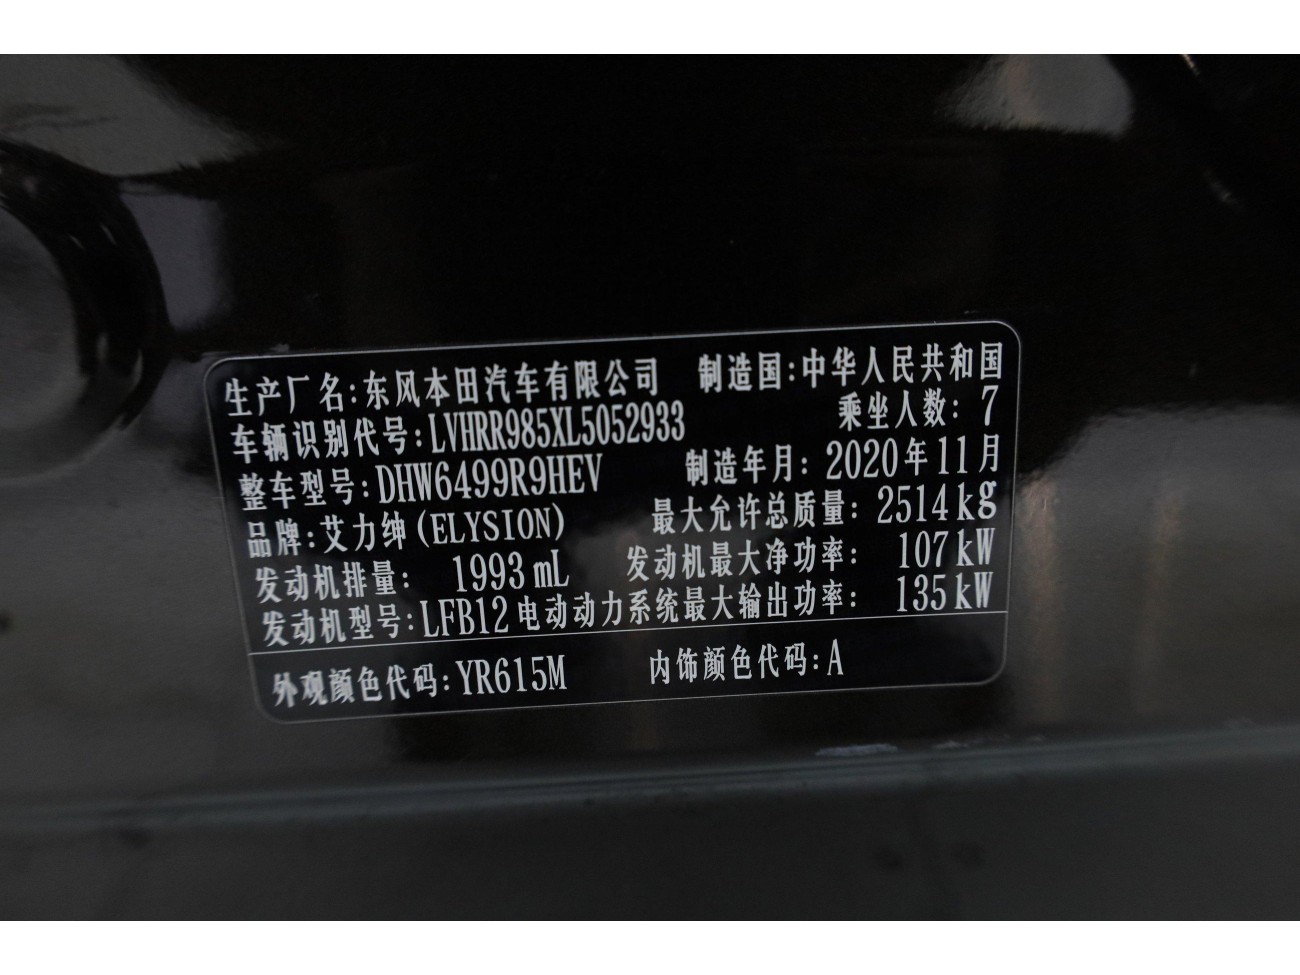 生产厂名:东风本田汽车有限公司 制造国:中华人民共和国
车辆识别代号:LVHRR985XL5052933 乘坐人数: 7
整车型号:DHW6499R9HEV 制造年月: 2020年11月
品牌:艾力绅(ELYSION) 最大允许总质量: 2514kg
发动机排量: 1993mL 发动机最大净功率: 107kW
发动机型号:LFB12 电动动力系统最大输出功率: 135kW
外观颜色代码:YR615M 内饰颜色代码:A